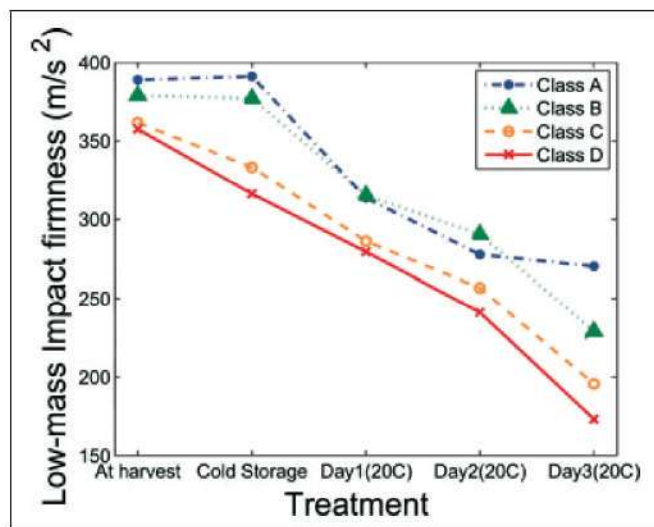 Low-mass Impact firmness (m/s²)
400
350
300
250
200
150
Class A
Class B
Class C
Class D
At harvest Cold Storage Day1(20C) Day2(20C) Day3(20C)
Treatment